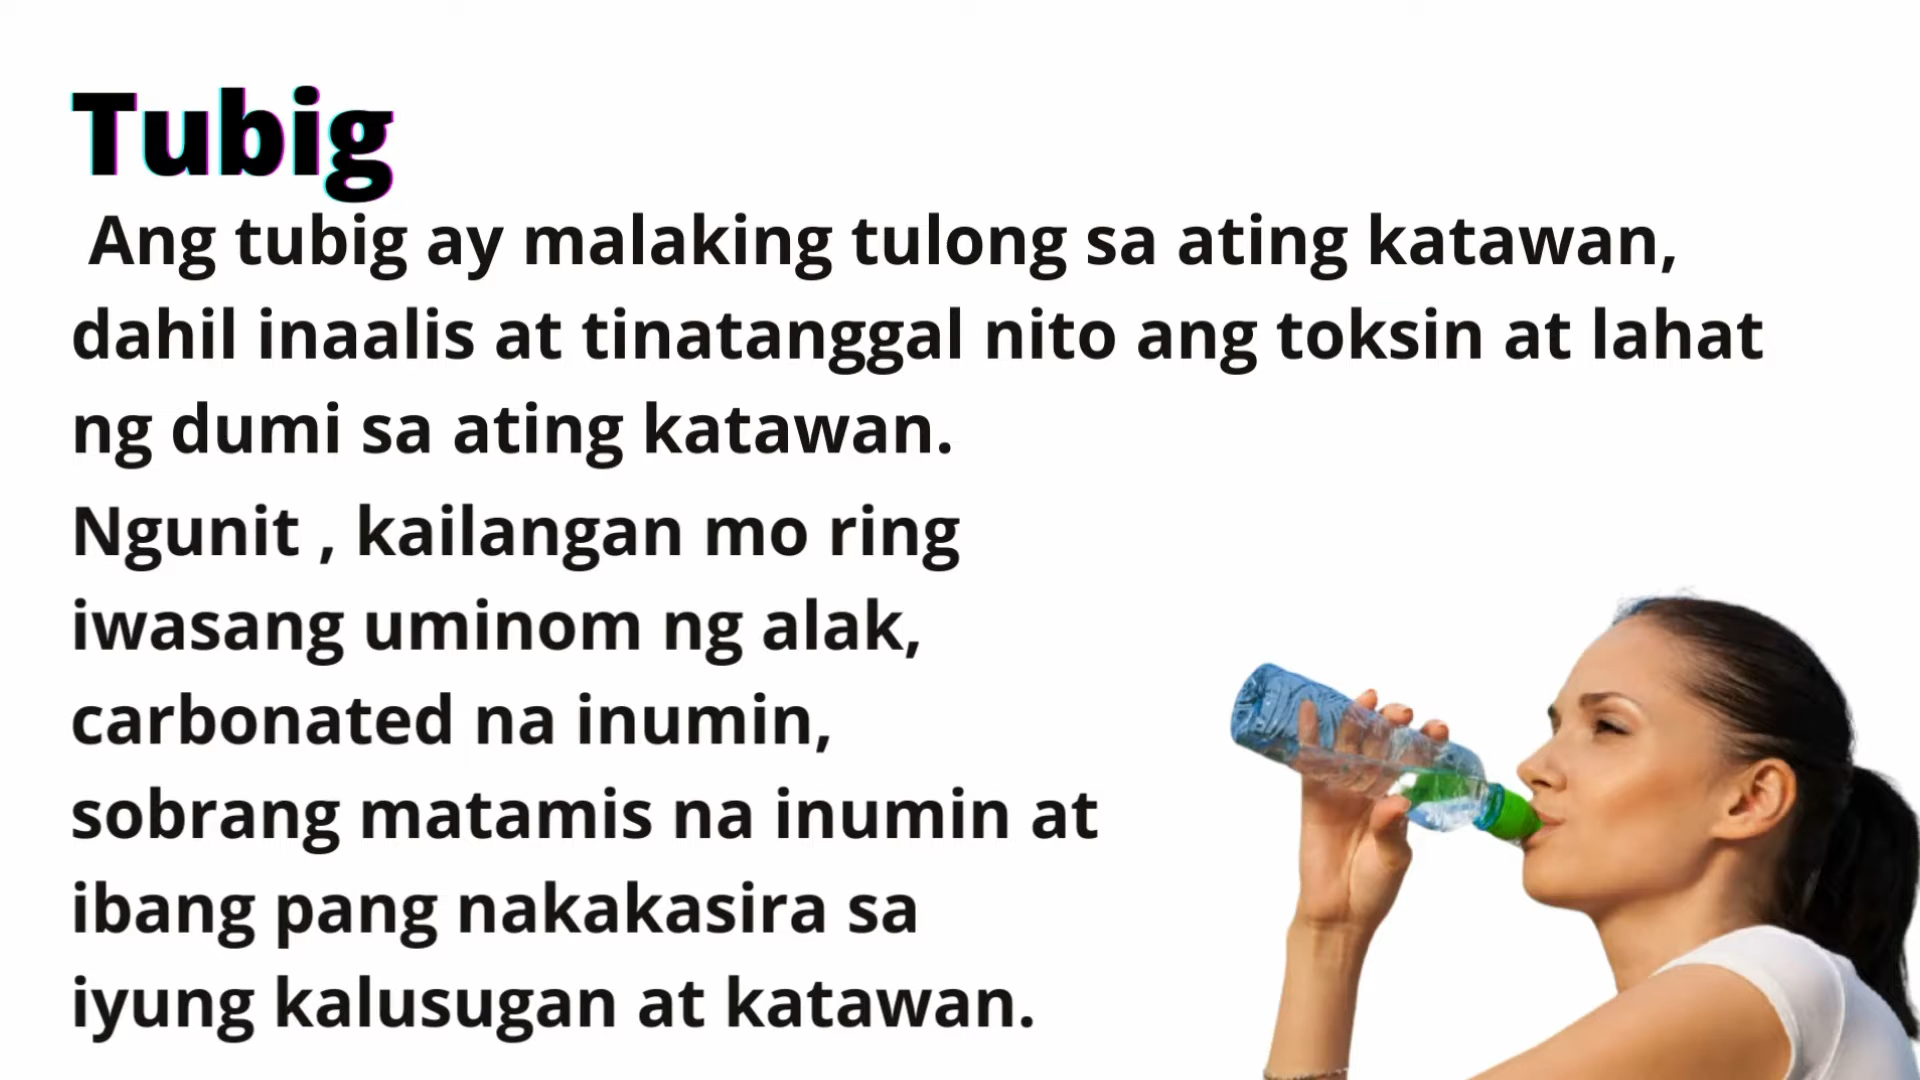 Tubig
Ang tubig ay malaking tulong sa ating katawan,
dahil inaalis at tinatanggal nito ang toksin at lahat
ng dumi sa ating katawan.
Ngunit , kailangan mo ring
iwasang uminom ng alak,
carbonated na inumin,
sobrang matamis na inumin at
ibang pang nakakasira sa
iyung kalusugan at katawan.